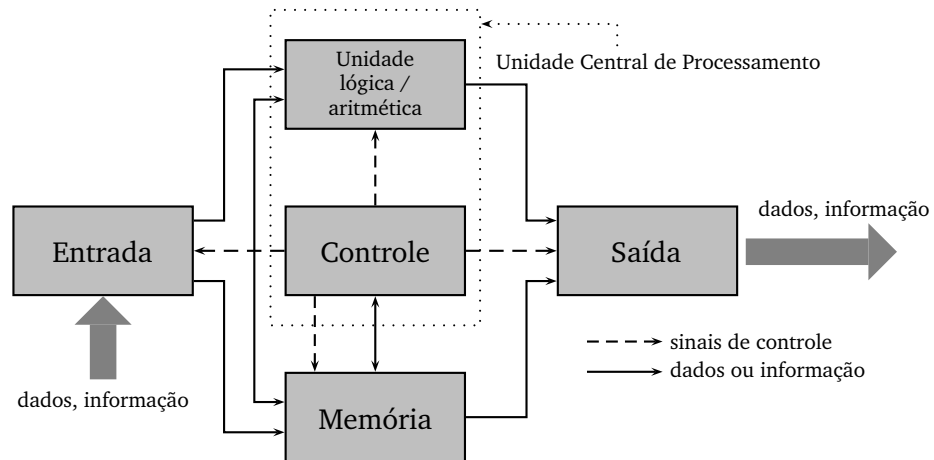 Unidade
lógica /
aritmética
Unidade Central de Processamento
Entrada
Controle
Saída
dados, informação
sinais de controle
dados ou informação
dados, informação
Memória